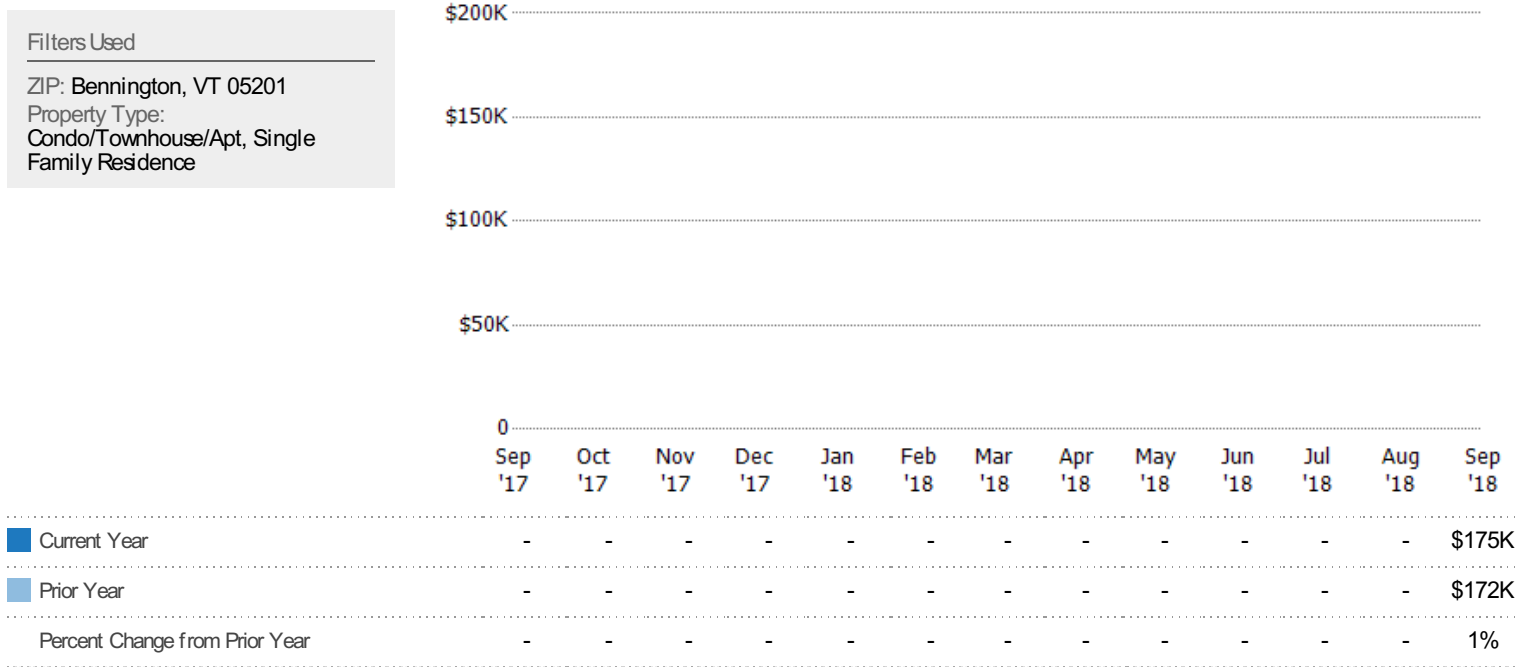 Filters Used
ZIP: Bennington, VT 05201
Property Type:
Condo/Townhouse/Apt, Single
Family Residence
$200K
$150K
$100K
$50K
0
Sep Oct Nov Dec Jan Feb Mar Apr May Jun Jul Aug Sep
'17 '17 '17 '17 '18 '18 '18 '18 '18 '18 '18 '18 '18
Current Year - - - - - - - - - - - - $175K
Prior Year - - - - - - - - - - - - $172K
Percent Change from Prior Year - - - - - - - - - - - - 1%